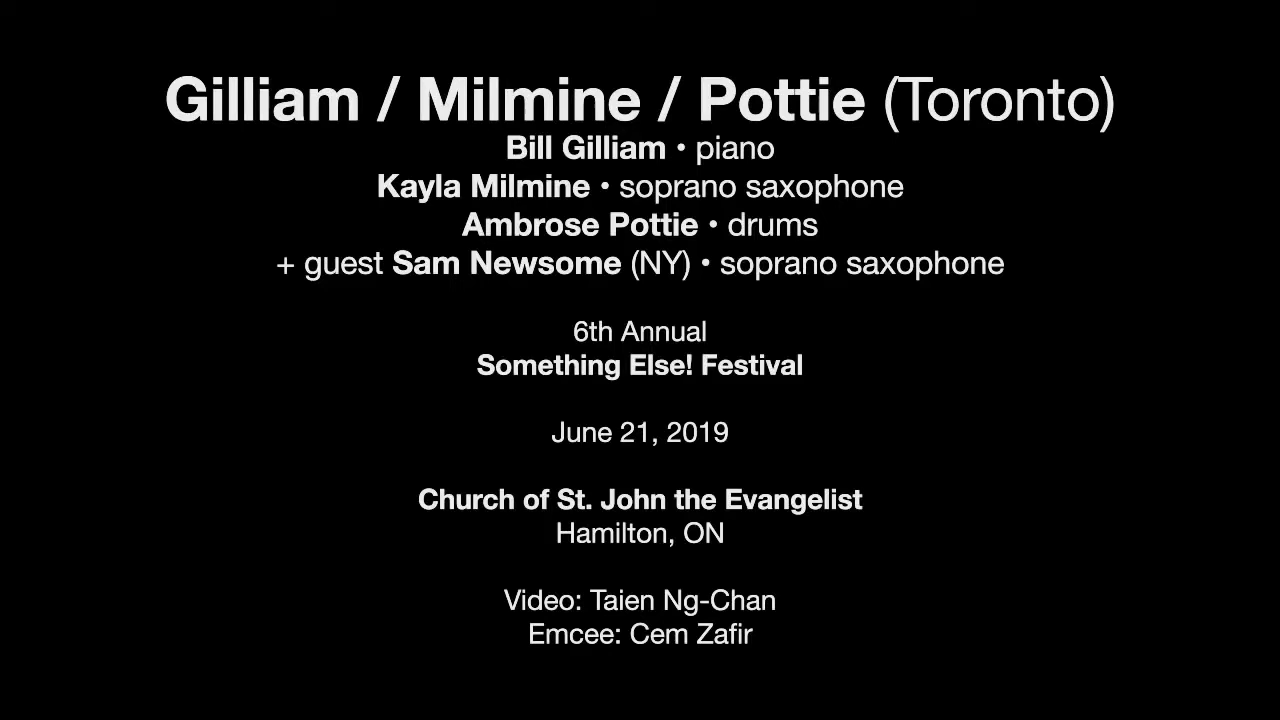 Gilliam / Milmine / Pottie (Toronto)
Bill Gilliam • piano
Kayla Milmine • soprano saxophone
Ambrose Pottie • drums
+ guest Sam Newsome (NY) • soprano saxophone
6th Annual
Something Else! Festival
June 21, 2019
Church of St. John the Evangelist
Hamilton, ON
Video: Taien Ng-Chan
Emcee: Cem Zafir